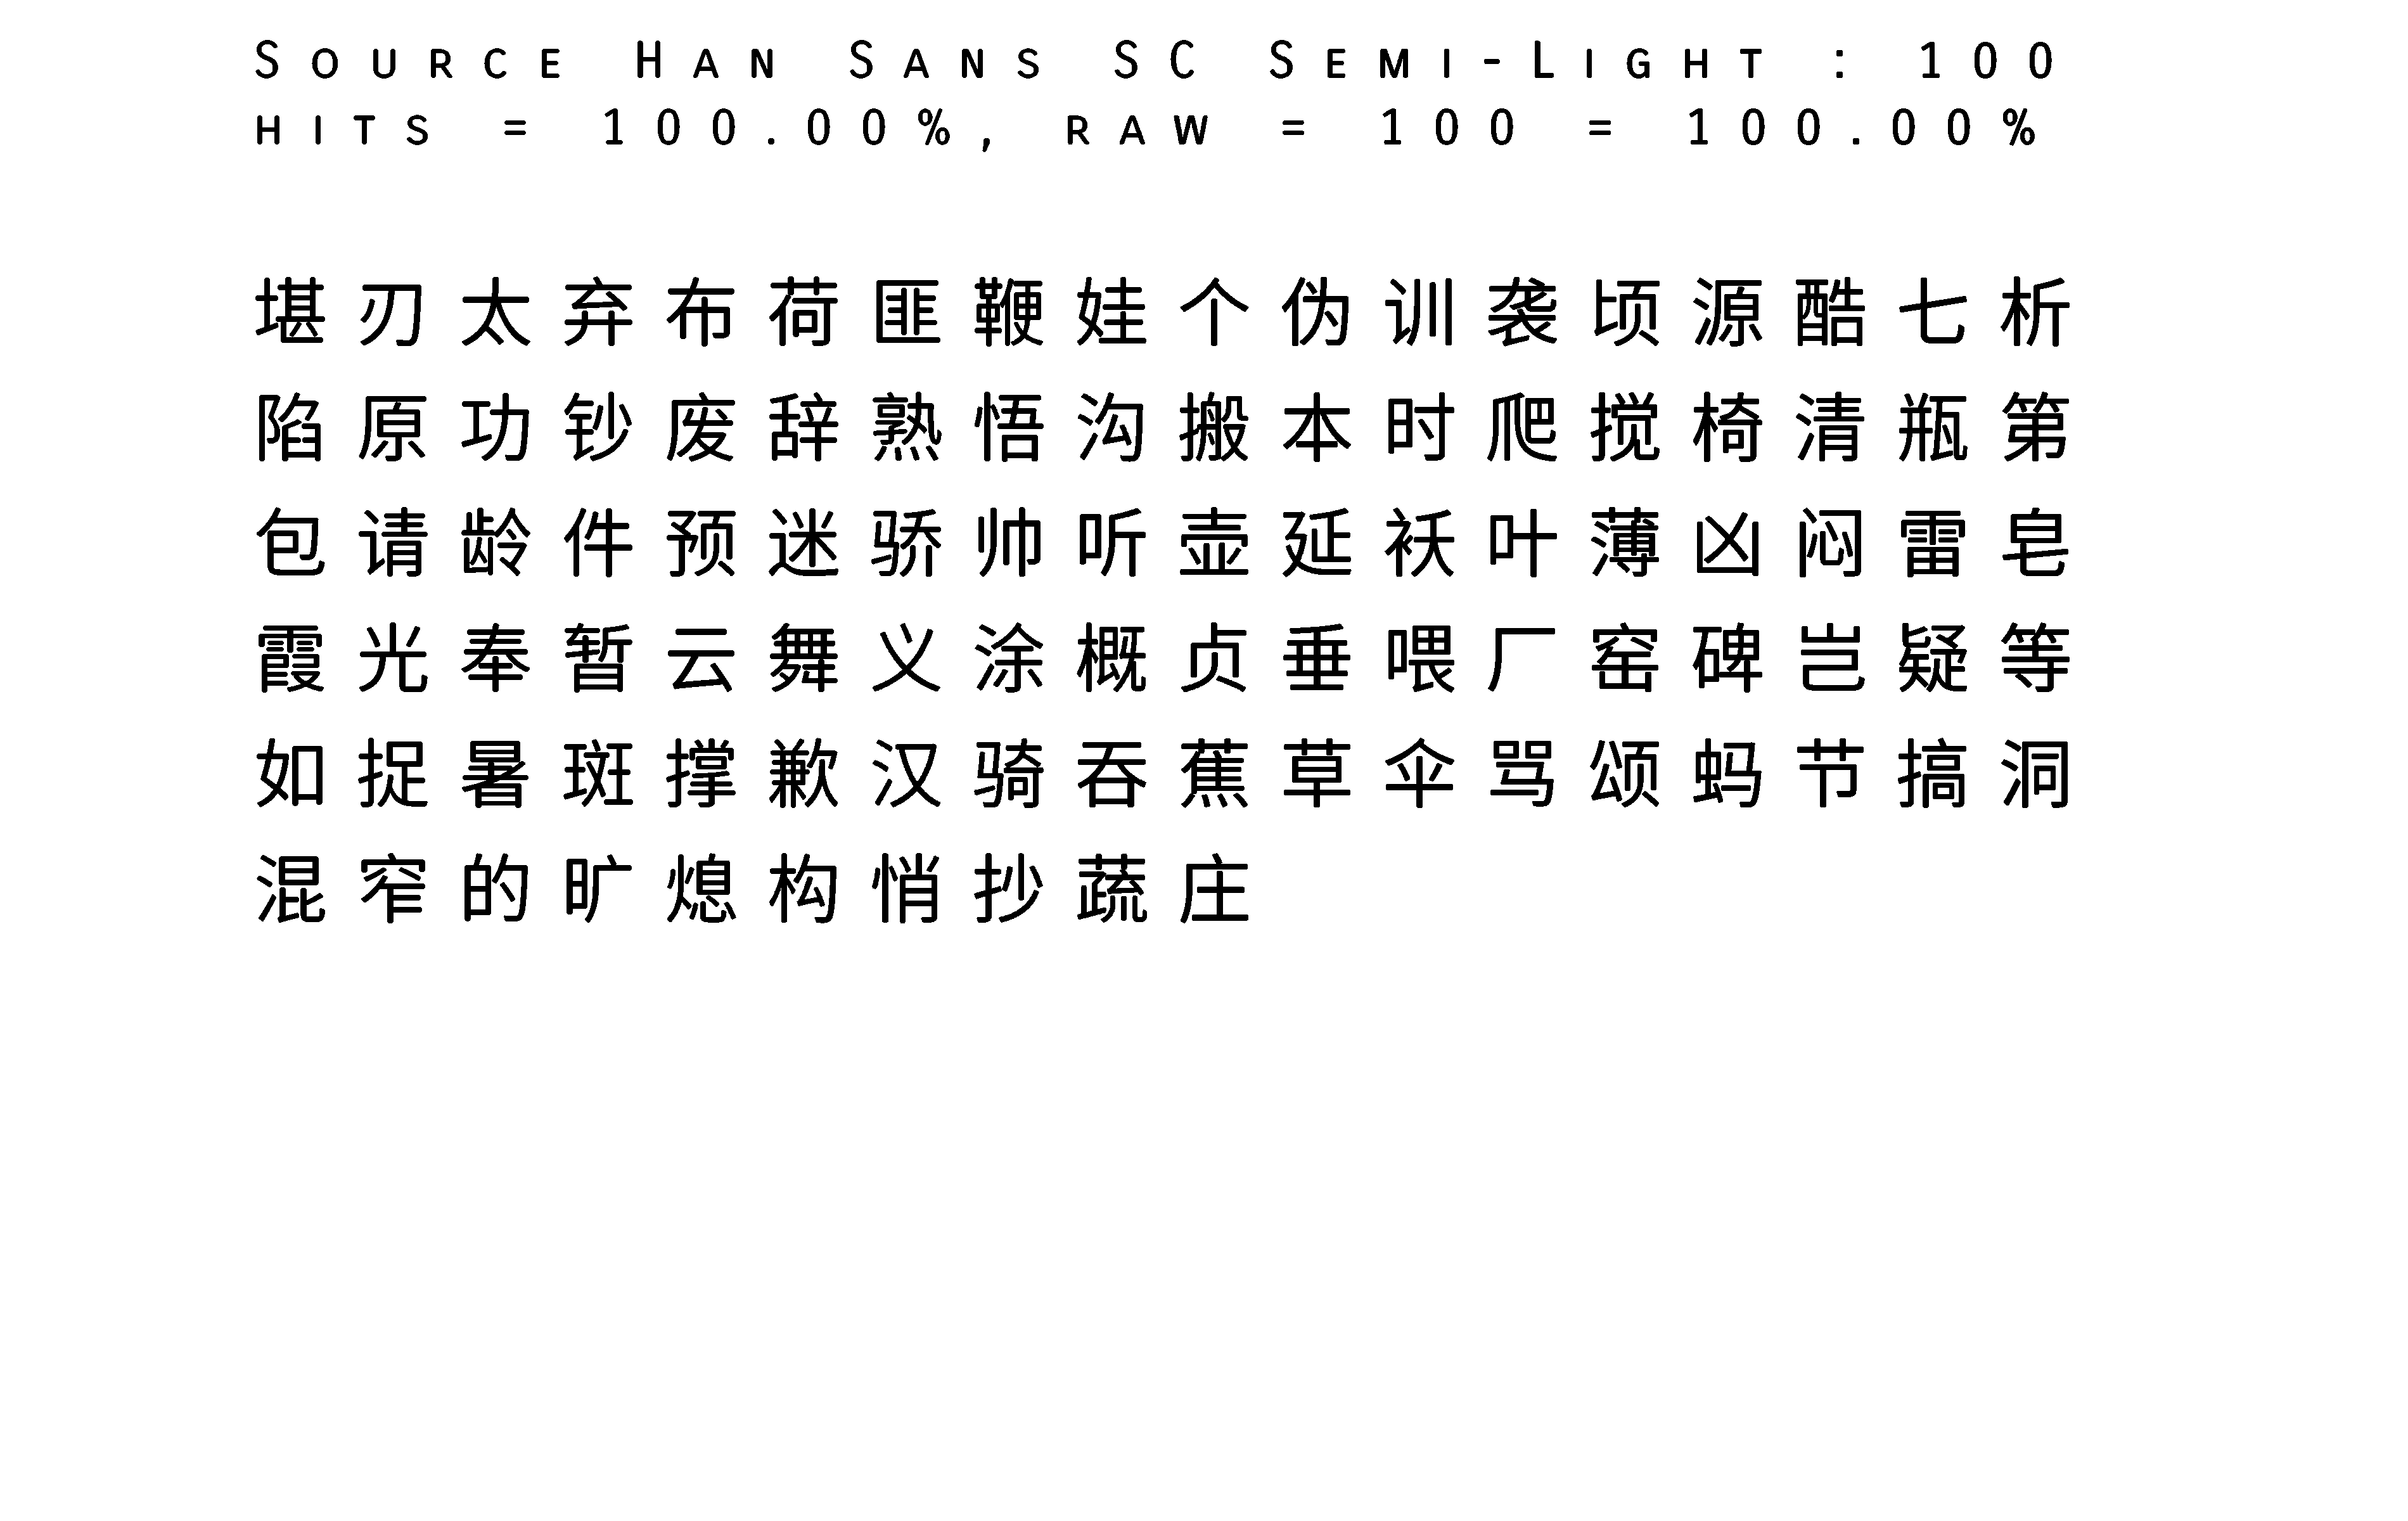 Source Han Sans SC Semi-Light : 100
hits = 100.00%, raw = 100 = 100.00%
堪刃太弃布荷匪鞭娃个伪训袭顷源酷七析
陷原功钞废辞熟悟沟搬本时爬搅椅清瓶第
包请龄件预迷骄帅听壶延袄叶薄凶闷雷皂
霞光奉暂云舞义涂概贞垂喂厂窑碑岂疑等
如捉暑斑撑歉汉骑吞蕉草伞骂颂蚂节搞洞
混窄的旷熄构悄抄蔬庄